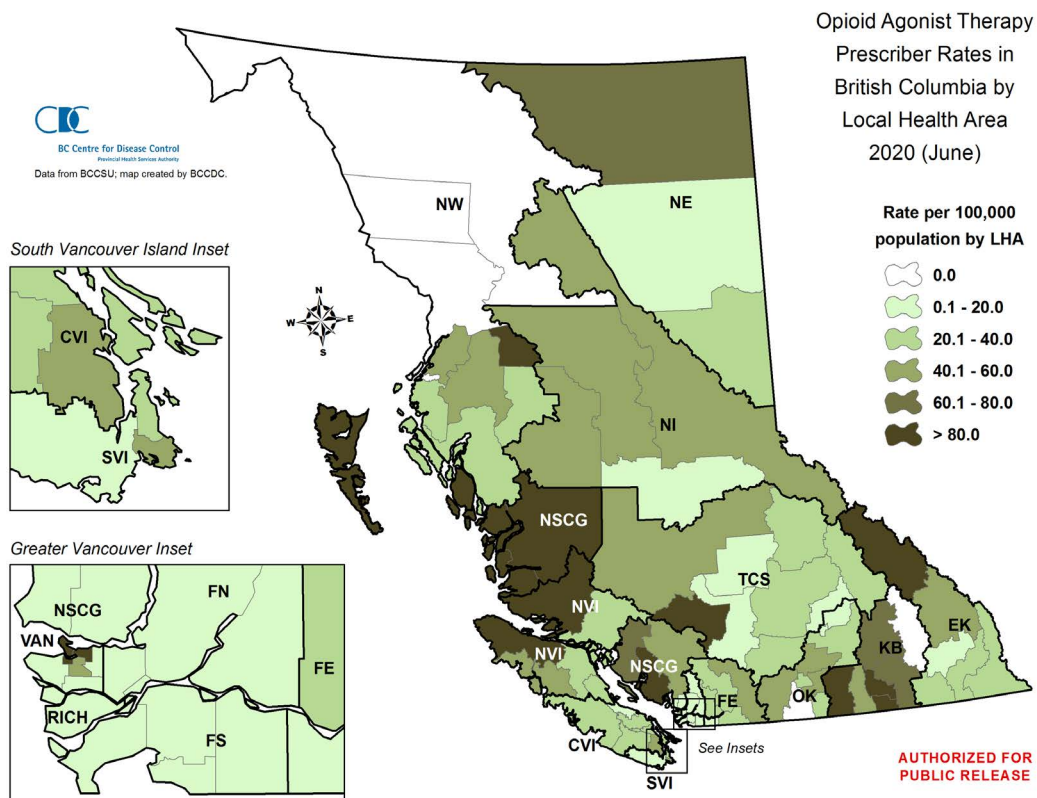 Opioid Agonist Therapy
Prescriber Rates in
British Columbia by
Local Health Area
2020 (June)
CDC
BC Centre for Disease Control
Provincial Health Services Authority
Data from BCCSU; map created by BCCDC.
Rate per 100,000
population by LHA
0.0
0.1 - 20.0
20.1 - 40.0
40.1 - 60.0
60.1 - 80.0
> 80.0
NW
NE
N
W E
S
NI
NSCG
TCS
NVI
NVI
NSCG
EK
KB
OK
FE
CVI
SVI
See Insets
South Vancouver Island Inset
CVI
SVI
Greater Vancouver Inset
FN
NSCG
VAN
FE
RICH
FS
AUTHORIZED FOR
PUBLIC RELEASE